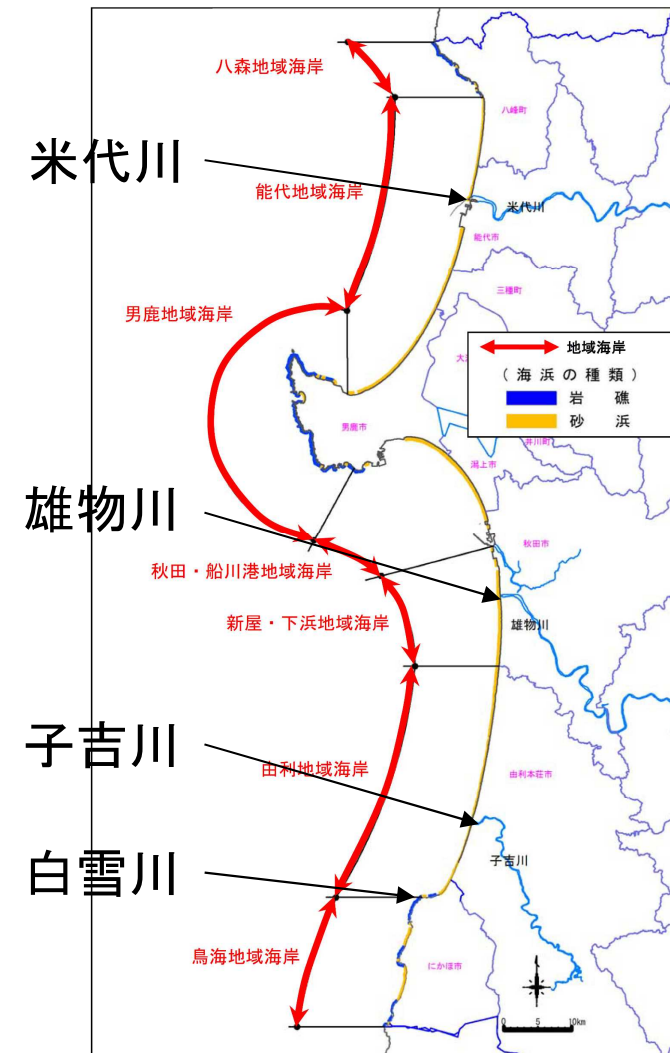 八森地域海岸
八峰町
米代川
能代地域海岸
米代川
能代市
三種町
男鹿地域海岸
地域海岸
（海浜の種類）
岩礁
砂浜
男鹿市
井川町
潟上市
雄物川
秋田市
秋田・船川港地域海岸
新屋・下浜地域海岸
雄物川
子吉川
由利地域海岸
由利本荘市
子吉川
白雪川
鳥海地域海岸
にかほ市
0 5 10km